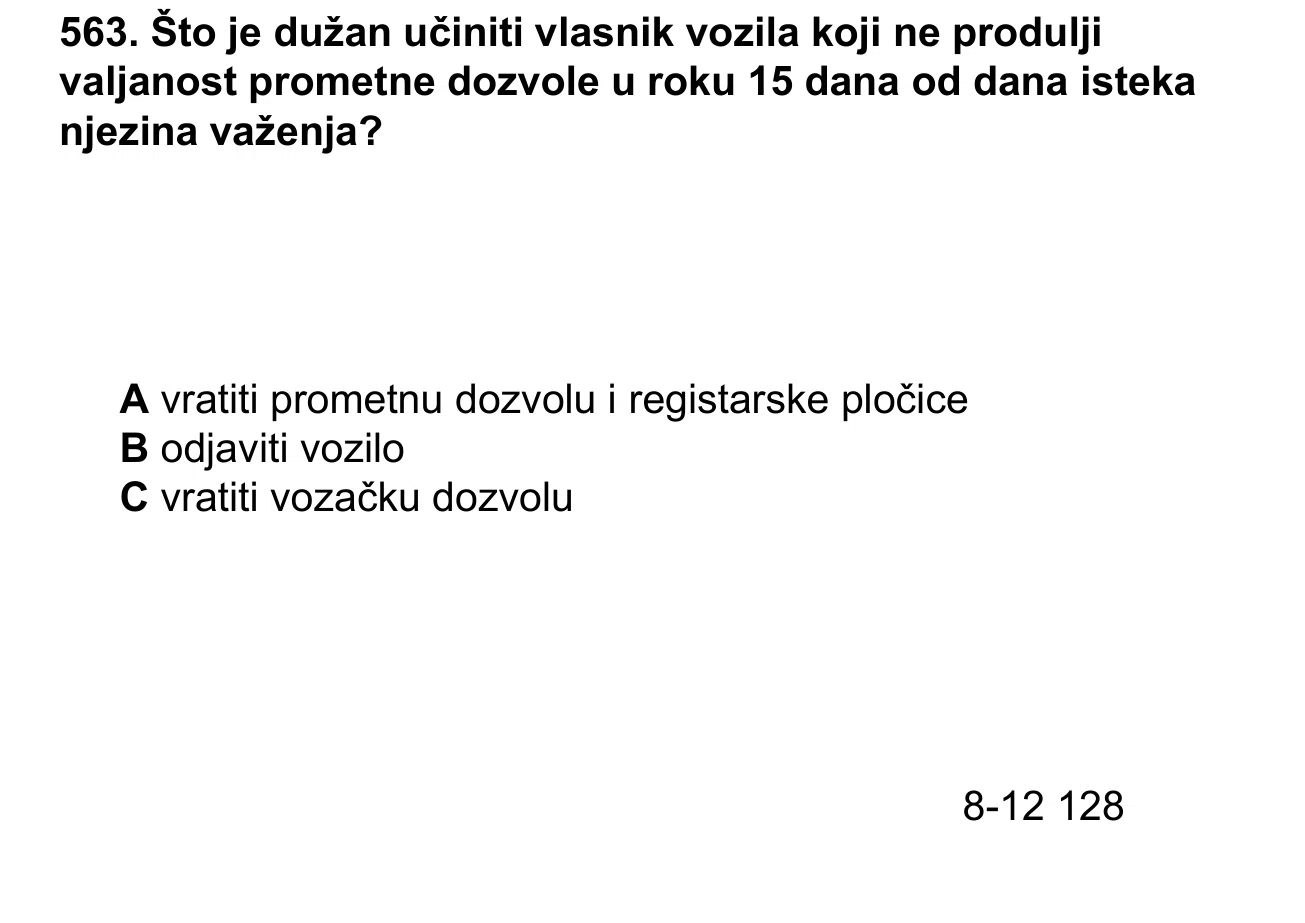 563. Što je dužan učiniti vlasnik vozila koji ne produlji
valjanost prometne dozvole u roku 15 dana od dana isteka
njezina važenja?
A vratiti prometnu dozvolu i registarske pločice
B odjaviti vozilo
C vratiti vozačku dozvolu
8-12 128